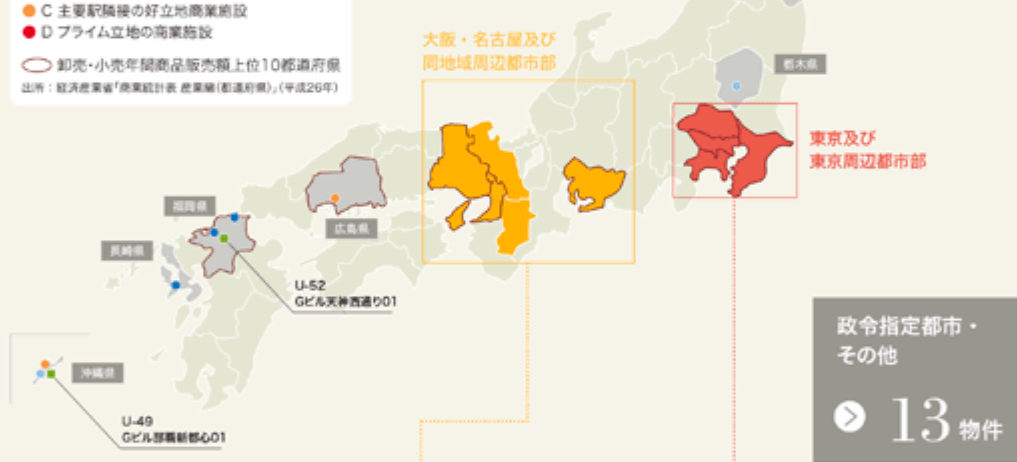 C 主要駅隣接の好立地商業施設
D プライム立地の商業施設
卸売・小売年間商品販売額上位10都道府県
出所：経済産業省「商業統計表 産業編(都道府県)」(平成26年)
大阪・名古屋及び
同地域周辺都市部
栃木県
東京及び
東京周辺都市部
福岡県
広島県
長崎県
U-52
Gビル天神西通り01
沖縄県
U-49
Gビル那覇新都心01
政令指定都市・
その他
13 物件